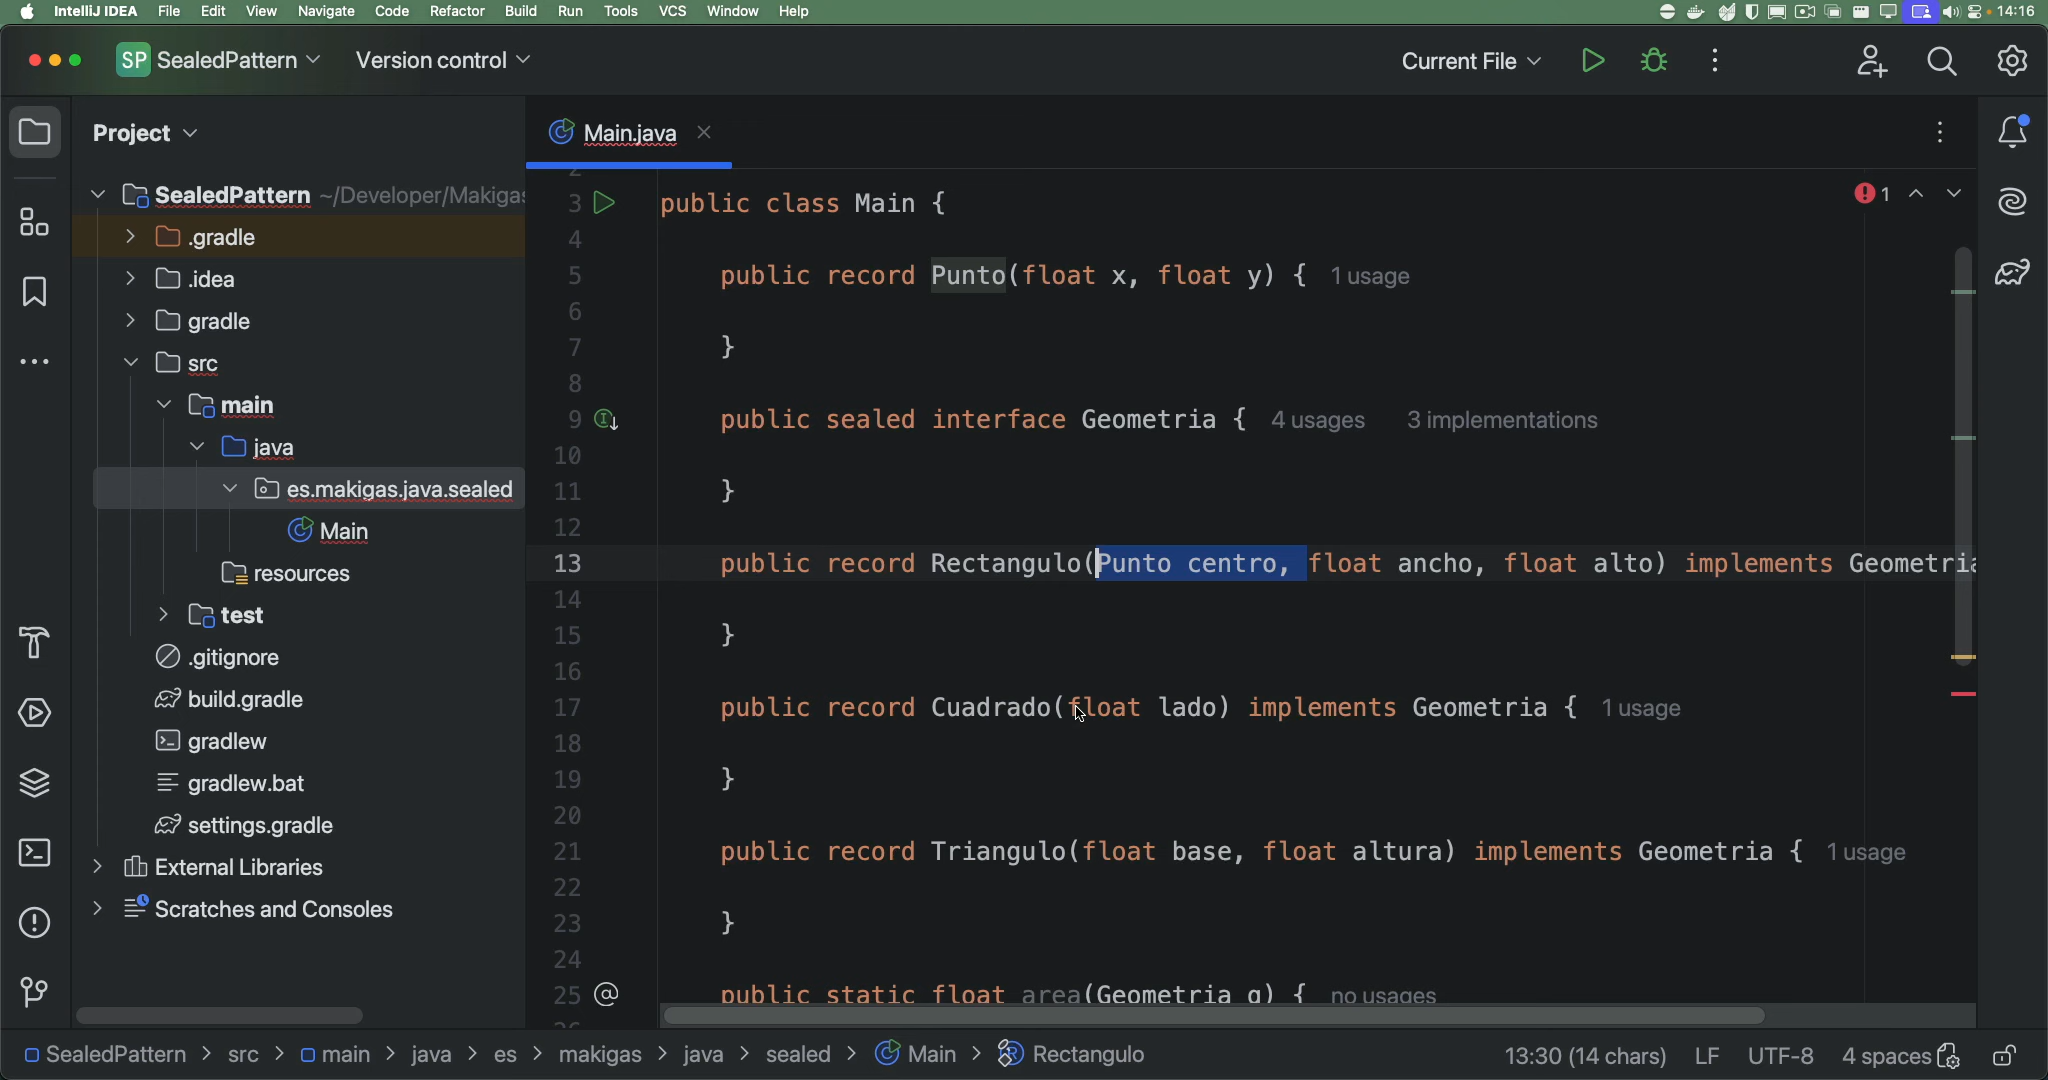 IntelliJ IDEA File Edit View Navigate Code Refactor Build Run Tools VCS Window Help 14:16
SP SealedPattern Version control Current File
Project
Main.java
SealedPattern ~/Developer/Makigas
.gradle
.idea
gradle
src
main
java
es.makigas.java.sealed
Main
resources
test
.gitignore
build.gradle
gradlew
gradlew.bat
settings.gradle
External Libraries
Scratches and Consoles
1
3 public class Main {
4
5 public record Punto(float x, float y) { 1 usage
6
7 }
8
9 public sealed interface Geometria { 4 usages 3 implementations
10
11 }
12
13 public record Rectangulo(Punto centro, float ancho, float alto) implements Geometria
14
15 }
16
17 public record Cuadrado(float lado) implements Geometria { 1 usage
18
19 }
20
21 public record Triangulo(float base, float altura) implements Geometria { 1 usage
22
23 }
24
25 public static float area(Geometria g) { no usages
SealedPattern > src > main > java > es > makigas > java > sealed > Main > Rectangulo 13:30 (14 chars) LF UTF-8 4 spaces